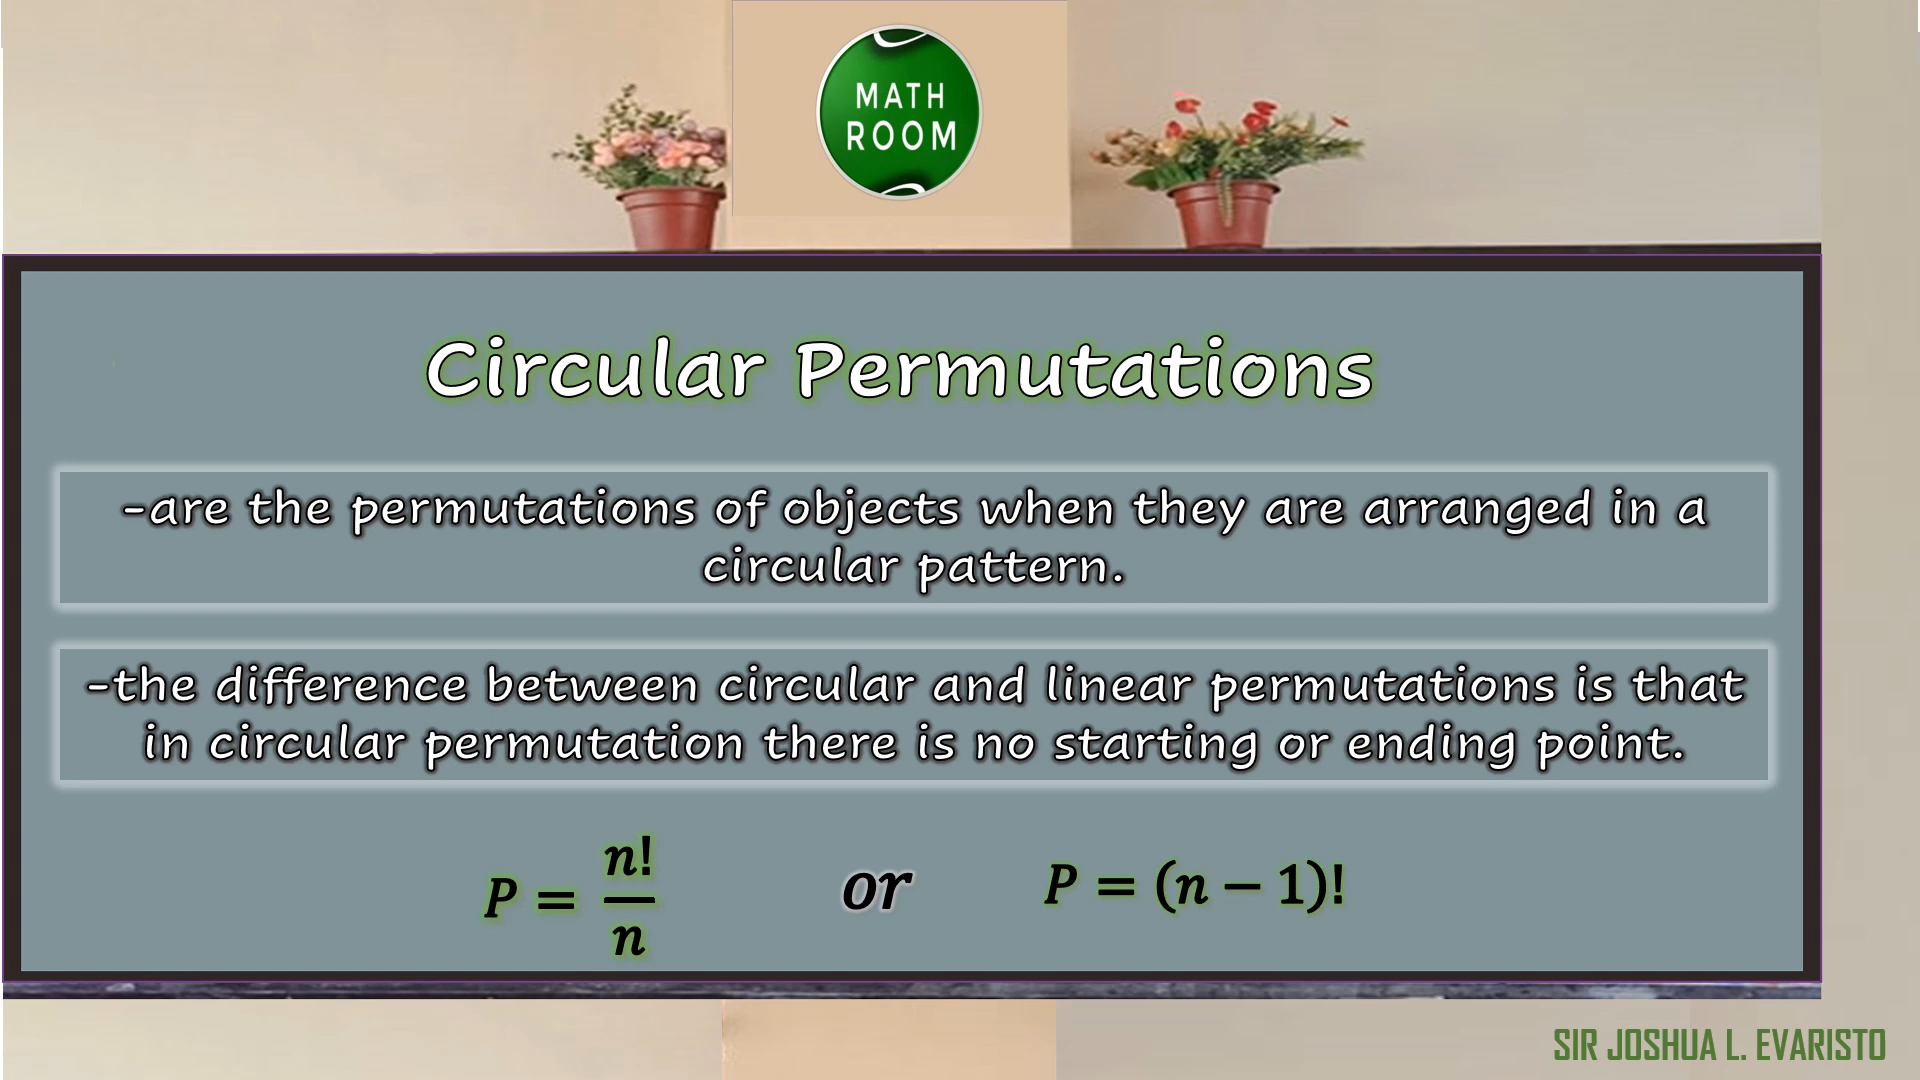 MATH
ROOM
Circular Permutations
-are the permutations of objects when they are arranged in a
circular pattern.
-the difference between circular and linear permutations is that
in circular permutation there is no starting or ending point.
P = n!/n or P = (n − 1)!
SIR JOSHUA L. EVARISTO